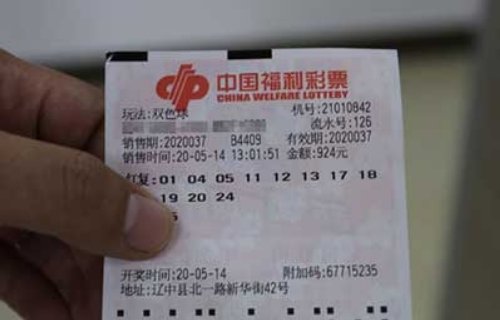 中国福利彩票
CHINA WELFARE LOTTERY
玩法:双色球 机号:21010842
流水号:126
销售期:2020037 B4409 有效期:2020037
销售时间:20-05-14 13:01:51 金额:924元
红复:01 04 05 11 12 13 17 18
19 20 24
开奖时间:20-05-14 附加码:67715235
地址:辽中县北一路新华街42号